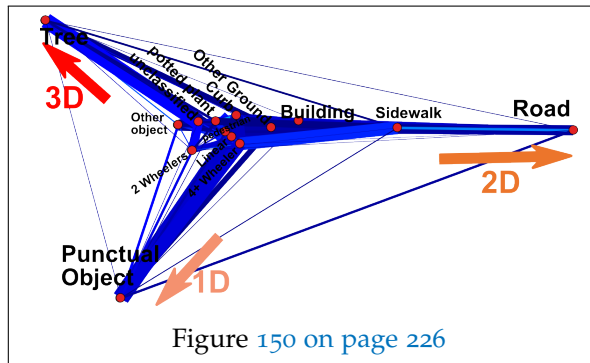 Tree
3D
potted plant
unclassified
Other Ground
Curb
Other
object
Pedestrian
Building
Sidewalk
Road
2 Wheelers
Linear
4+ Wheelers
2D
Punctual
Object
1D
Figure 150 on page 226